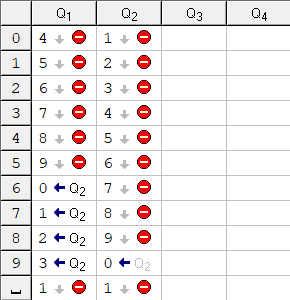 Q1 Q2 Q3 Q4
0 4 1
1 5 2
2 6 3
3 7 4
4 8 5
5 9 6
6 0 Q2 7
7 1 Q2 8
8 2 Q2 9
9 3 Q2 0 Q2
⎵ 1 1